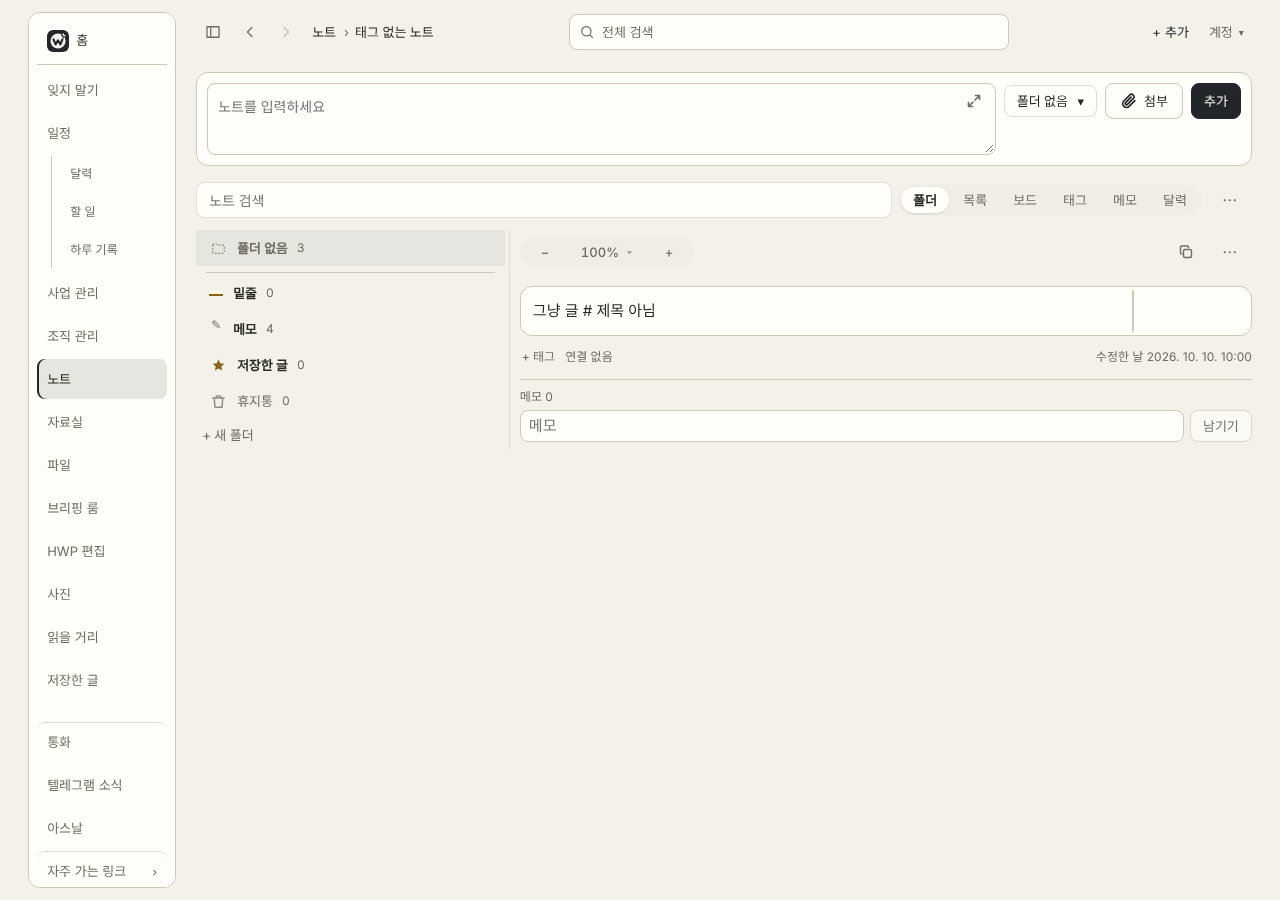 홈
잊지 말기
일정
달력
할 일
하루 기록
사업 관리
조직 관리
노트
자료실
파일
브리핑 룸
HWP 편집
사진
읽을 거리
저장한 글
통화
텔레그램 소식
아스날
자주 가는 링크 ›
노트 › 태그 없는 노트
전체 검색
+ 추가
계정 ▾
노트를 입력하세요
폴더 없음 ▾
첨부
추가
노트 검색
폴더 목록 보드 태그 메모 달력 ⋯
폴더 없음 3
밑줄 0
메모 4
저장한 글 0
휴지통 0
+ 새 폴더
− 100% ▾ +
⋯
그냥 글 # 제목 아님
+ 태그 연결 없음
수정한 날 2026. 10. 10. 10:00
메모 0
메모
남기기